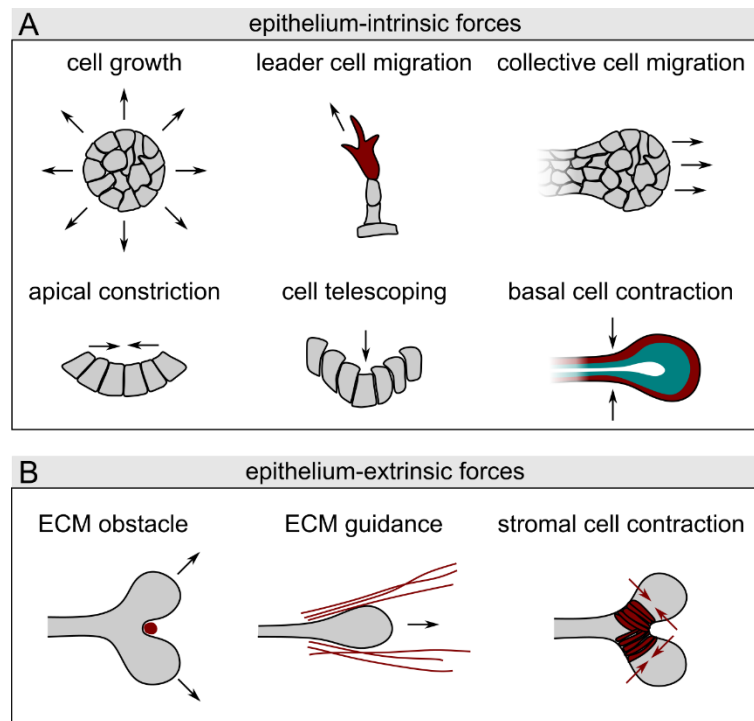 A
epithelium-intrinsic forces
cell growth
leader cell migration
collective cell migration
apical constriction
cell telescoping
basal cell contraction
B
epithelium-extrinsic forces
ECM obstacle
ECM guidance
stromal cell contraction